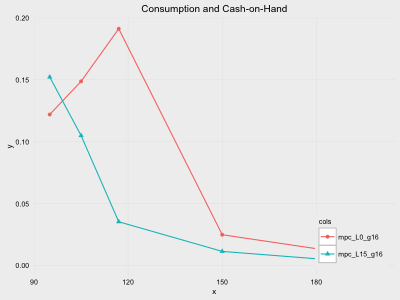 Consumption and Cash-on-Hand
0.20
0.15
0.10
0.05
0.00
y
90
120
150
180
x
cols
mpc_L0_g16
mpc_L15_g16